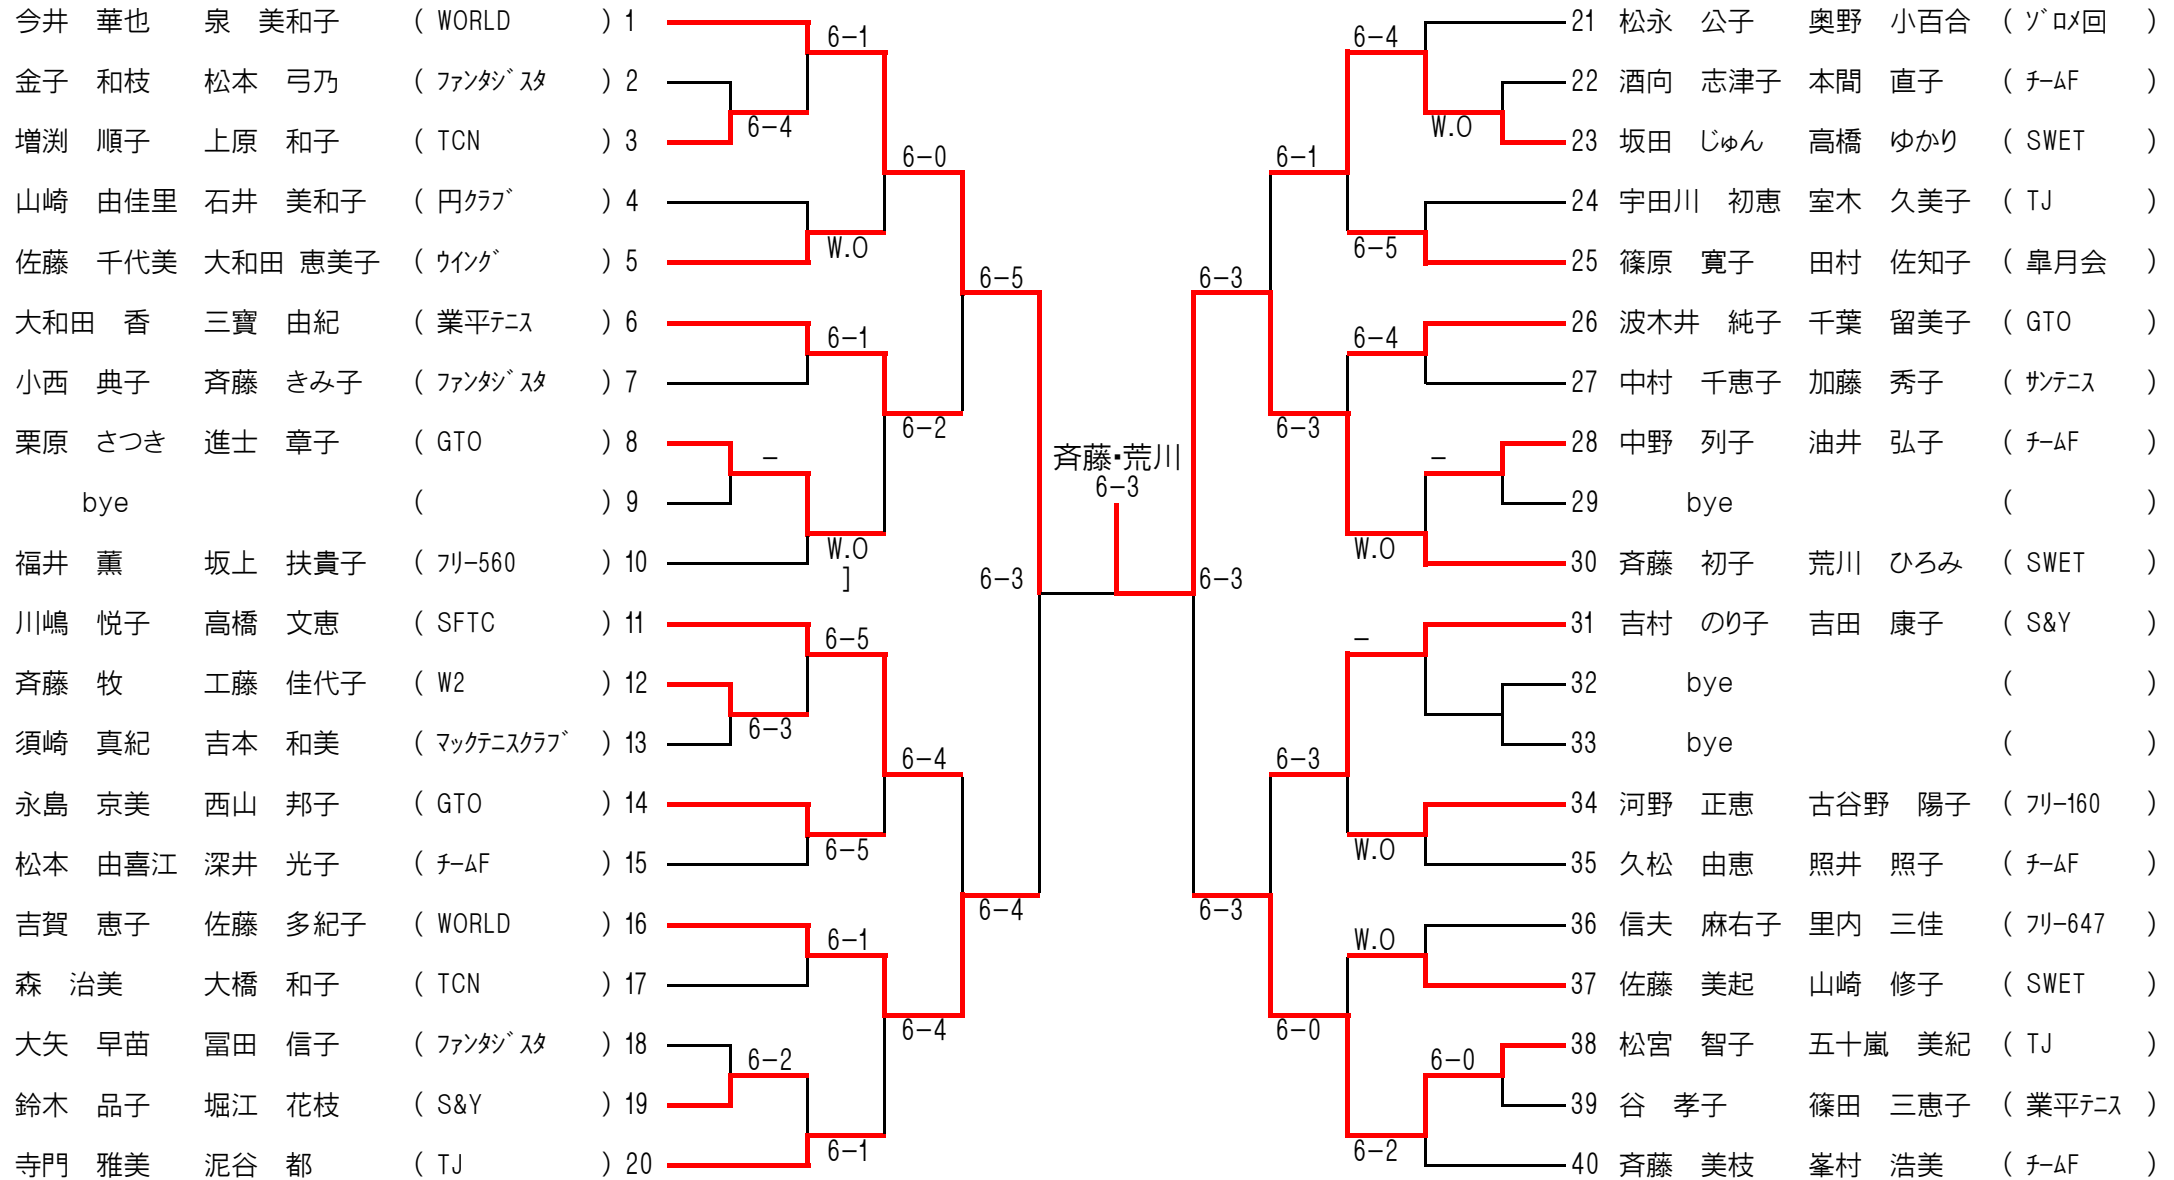 今井　華也　泉　美和子　( WORLD ) 1
6-1
金子　和枝　松本　弓乃　( ﾌｧﾝﾀｼﾞｽﾀ ) 2
6-4
増渕　順子　上原　和子　( TCN ) 3
6-0
山崎　由佳里　石井　美和子　( 円ｸﾗﾌﾞ ) 4
W.O
佐藤　千代美　大和田　恵美子　( ｳｲﾝｸﾞ ) 5
6-5
大和田　香　三寶　由紀　( 業平ﾃﾆｽ ) 6
6-1
小西　典子　斉藤　きみ子　( ﾌｧﾝﾀｼﾞｽﾀ ) 7
6-2
栗原　さつき　進士　章子　( GTO ) 8
-
bye　( ) 9
W.O
福井　薫　坂上　扶貴子　( ﾌﾘｰ560 ) 10
]
6-3
川嶋　悦子　高橋　文恵　( SFTC ) 11
6-5
斉藤　牧　工藤　佳代子　( W2 ) 12
6-3
須崎　真紀　吉本　和美　( ﾏｯｸﾃﾆｽｸﾗﾌﾞ ) 13
6-4
永島　京美　西山　邦子　( GTO ) 14
6-5
松本　由喜江　深井　光子　( ﾁｰﾑF ) 15
6-4
吉賀　恵子　佐藤　多紀子　( WORLD ) 16
6-1
森　治美　大橋　和子　( TCN ) 17
6-4
大矢　早苗　冨田　信子　( ﾌｧﾝﾀｼﾞｽﾀ ) 18
6-2
鈴木　品子　堀江　花枝　( S&Y ) 19
6-1
寺門　雅美　泥谷　都　( TJ ) 20
斉藤・荒川
6-3
21　松永　公子　奥野　小百合　( ｿﾞﾛﾒ回 )
6-4
22　酒向　志津子　本間　直子　( ﾁｰﾑF )
W.O
23　坂田　じゅん　高橋　ゆかり　( SWET )
6-1
24　宇田川　初恵　室木　久美子　( TJ )
6-5
25　篠原　寛子　田村　佐知子　( 皐月会 )
6-3
26　波木井　純子　千葉　留美子　( GTO )
6-4
27　中村　千恵子　加藤　秀子　( ｻﾝﾃﾆｽ )
6-3
28　中野　列子　油井　弘子　( ﾁｰﾑF )
-
29　bye　( )
W.O
30　斉藤　初子　荒川　ひろみ　( SWET )
6-3
31　吉村　のり子　吉田　康子　( S&Y )
-
32　bye　( )
33　bye　( )
6-3
34　河野　正恵　古谷野　陽子　( ﾌﾘｰ160 )
W.O
35　久松　由恵　照井　照子　( ﾁｰﾑF )
6-3
36　信夫　麻右子　里内　三佳　( ﾌﾘｰ647 )
W.O
37　佐藤　美起　山崎　修子　( SWET )
6-0
38　松宮　智子　五十嵐　美紀　( TJ )
6-0
39　谷　孝子　篠田　三恵子　( 業平ﾃﾆｽ )
6-2
40　斉藤　美枝　峯村　浩美　( ﾁｰﾑF )